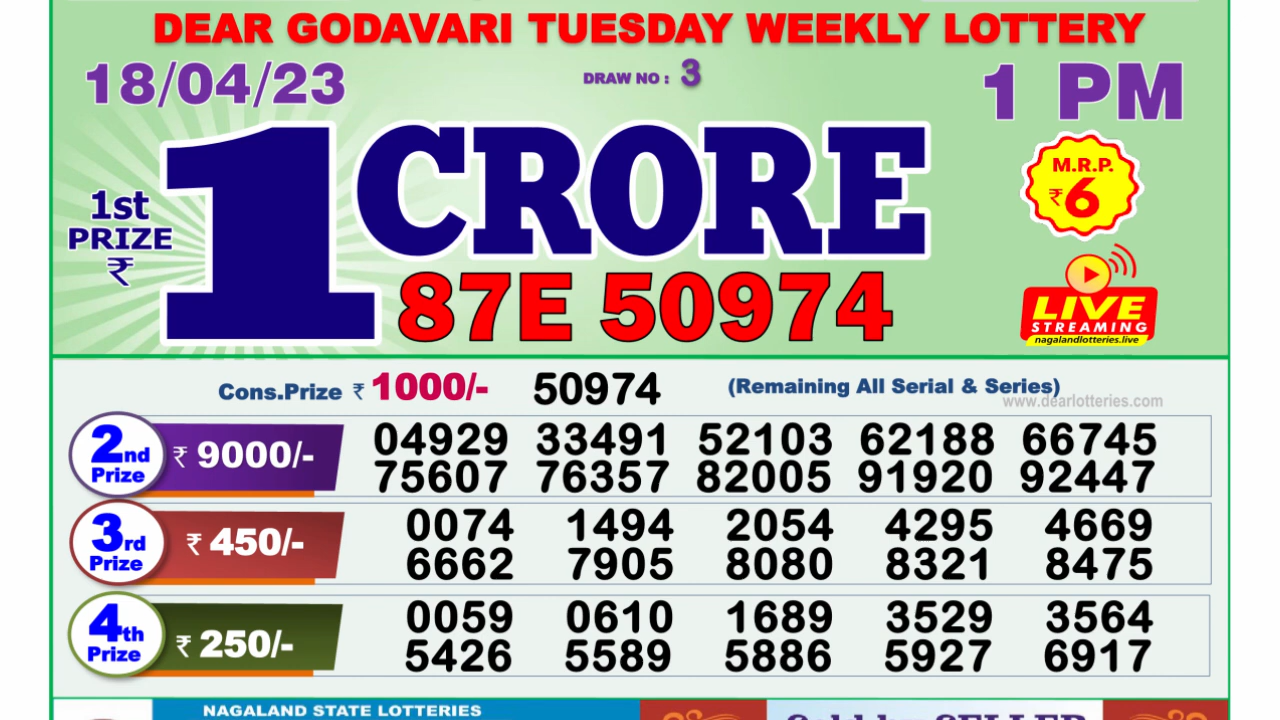 DEAR GODAVARI TUESDAY WEEKLY LOTTERY
18/04/23 DRAW NO : 3 1 PM
1 CRORE
1st
PRIZE
₹
87E 50974
M.R.P.
₹6
LIVE
STREAMING
nagalandlotteries.live
Cons.Prize ₹ 1000/- 50974 (Remaining All Serial & Series)
www.dearlotteries.com
2nd Prize ₹ 9000/-
04929 33491 52103 62188 66745
75607 76357 82005 91920 92447
3rd Prize ₹ 450/-
0074 1494 2054 4295 4669
6662 7905 8080 8321 8475
4th Prize ₹ 250/-
0059 0610 1689 3529 3564
5426 5589 5886 5927 6917
NAGALAND STATE LOTTERIES